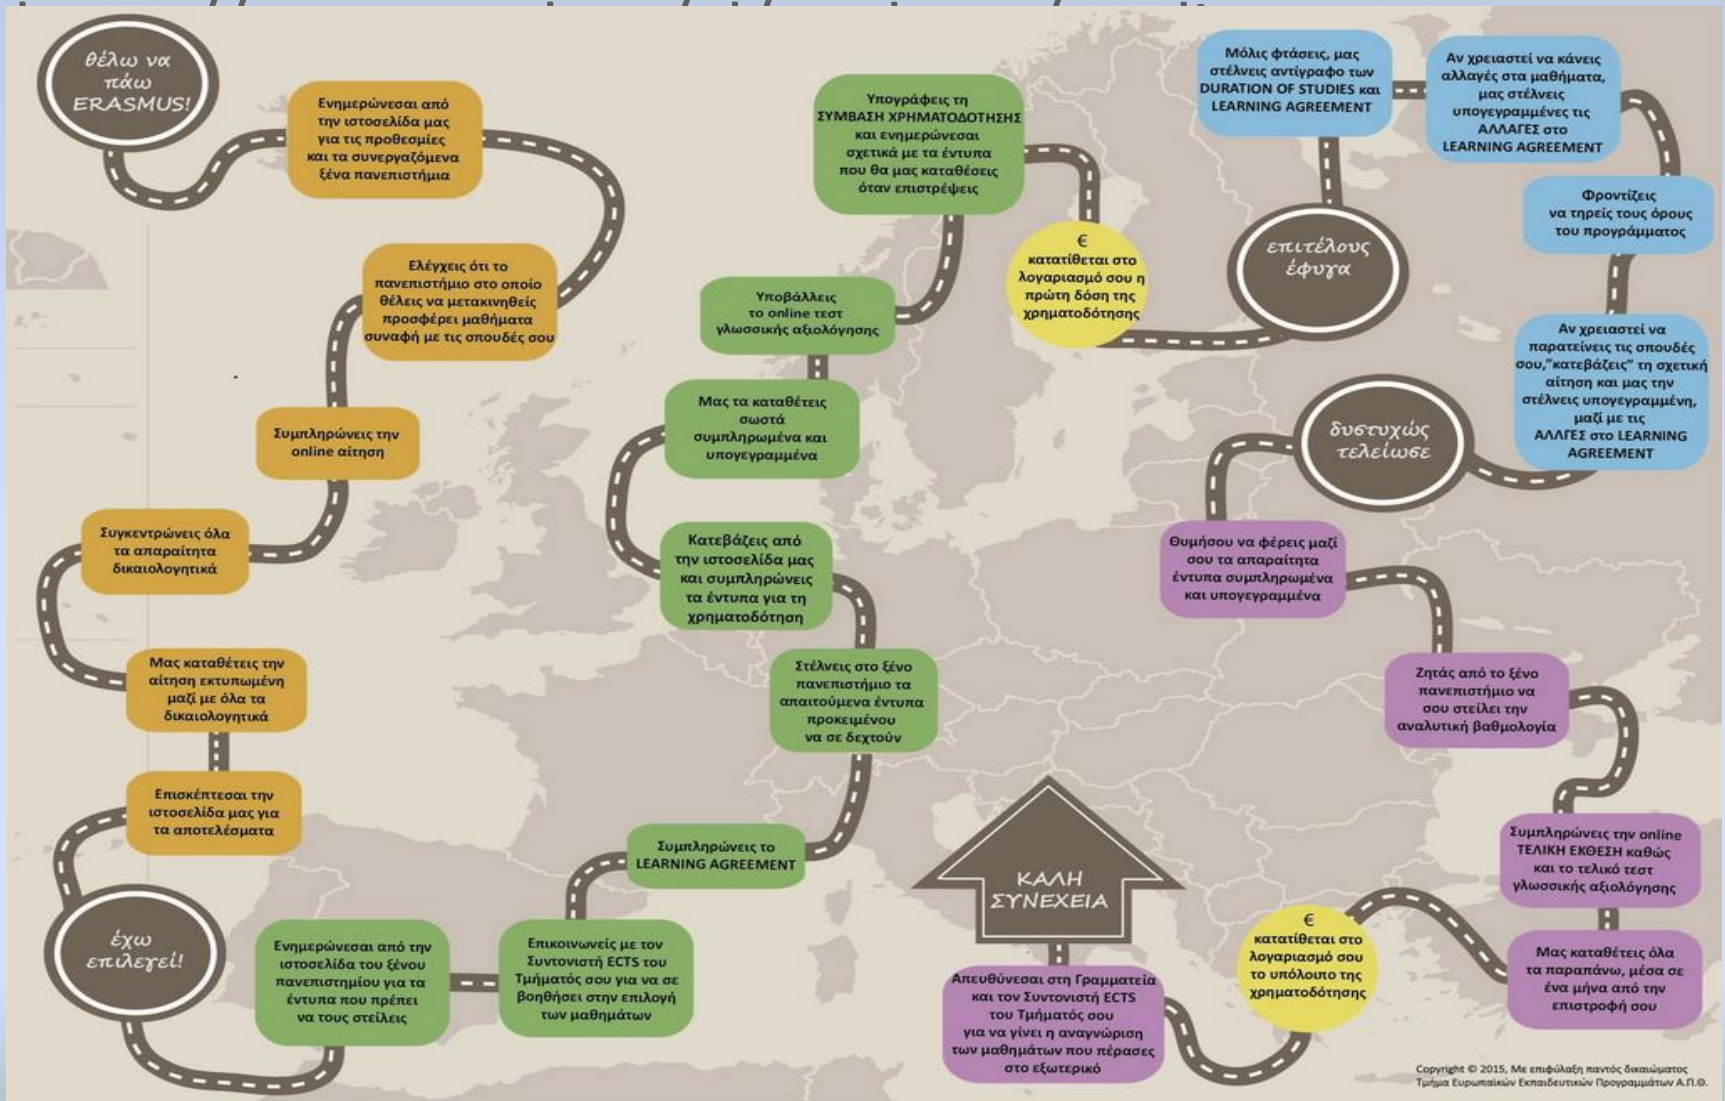 θέλω να
πάω
ERASMUS!
Ενημερώνεσαι από
την ιστοσελίδα μας
για τις προθεσμίες
και τα συνεργαζόμενα
ξένα πανεπιστήμια
Ελέγχεις ότι το
πανεπιστήμιο στο οποίο
θέλεις να μετακινηθείς
προσφέρει μαθήματα
συναφή με τις σπουδές σου
Συμπληρώνεις την
online αίτηση
Συγκεντρώνεις όλα
τα απαραίτητα
δικαιολογητικά
Μας καταθέτεις την
αίτηση εκτυπωμένη
μαζί με όλα τα
δικαιολογητικά
Επισκέπτεσαι την
ιστοσελίδα μας για
τα αποτελέσματα
έχω
επιλεγεί!
Ενημερώνεσαι από την
ιστοσελίδα του ξένου
πανεπιστημίου για τα
έντυπα που πρέπει
να τους στείλεις
Επικοινωνείς με τον
Συντονιστή ECTS του
Τμήματός σου για να σε
βοηθήσει στην επιλογή
των μαθημάτων
Συμπληρώνεις το
LEARNING AGREEMENT
Στέλνεις στο ξένο
πανεπιστήμιο τα
απαιτούμενα έντυπα
προκειμένου
να σε δεχτούν
Κατεβάζεις από
την ιστοσελίδα μας
και συμπληρώνεις
τα έντυπα για τη
χρηματοδότηση
Μας τα καταθέτεις
σωστά
συμπληρωμένα και
υπογεγραμμένα
Υποβάλλεις
το online τεστ
γλωσσικής αξιολόγησης
Υπογράφεις τη
ΣΥΜΒΑΣΗ ΧΡΗΜΑΤΟΔΟΤΗΣΗΣ
και ενημερώνεσαι
σχετικά με τα έντυπα
που θα μας καταθέσεις
όταν επιστρέψεις
€
κατατίθεται στο
λογαριασμό σου η
πρώτη δόση της
χρηματοδότησης
επιτέλους
έφυγα
Μόλις φτάσεις, μας
στέλνεις αντίγραφο των
DURATION OF STUDIES και
LEARNING AGREEMENT
Αν χρειαστεί να κάνεις
αλλαγές στα μαθήματα,
μας στέλνεις
υπογεγραμμένες τις
ΑΛΛΑΓΕΣ στο
LEARNING AGREEMENT
Φροντίζεις
να τηρείς τους όρους
του προγράμματος
Αν χρειαστεί να
παρατείνεις τις σπουδές
σου,"κατεβάζεις" τη σχετική
αίτηση και μας την
στέλνεις υπογεγραμμένη,
μαζί με τις
ΑΛΛΓΕΣ στο LEARNING
AGREEMENT
δυστυχώς
τελείωσε
Θυμήσου να φέρεις μαζί
σου τα απαραίτητα
έντυπα συμπληρωμένα
και υπογεγραμμένα
Ζητάς από το ξένο
πανεπιστήμιο να
σου στείλει την
αναλυτική βαθμολογία
Συμπληρώνεις την online
ΤΕΛΙΚΗ ΕΚΘΕΣΗ καθώς
και το τελικό τεστ
γλωσσικής αξιολόγησης
Μας καταθέτεις όλα
τα παραπάνω, μέσα σε
ένα μήνα από την
επιστροφή σου
€
κατατίθεται στο
λογαριασμό σου
το υπόλοιπο της
χρηματοδότησης
Απευθύνεσαι στη Γραμματεία
και τον Συντονιστή ECTS
του Τμήματός σου
για να γίνει η αναγνώριση
των μαθημάτων που πέρασες
στο εξωτερικό
ΚΑΛΗ
ΣΥΝΕΧΕΙΑ
Copyright © 2015, Με επιφύλαξη παντός δικαιώματος
Τμήμα Ευρωπαϊκών Εκπαιδευτικών Προγραμμάτων Α.Π.Θ.